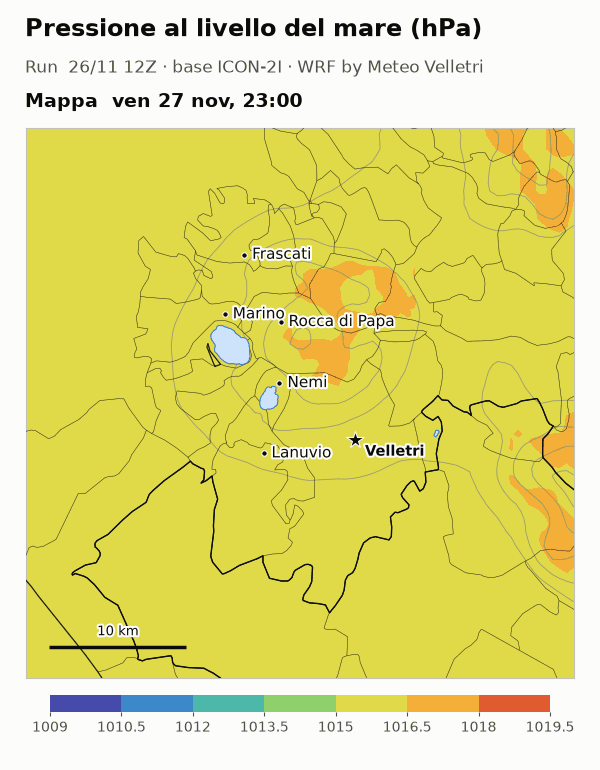 Pressione al livello del mare (hPa)
Run 26/11 12Z · base ICON-2I · WRF by Meteo Velletri
Mappa ven 27 nov, 23:00
Frascati
Marino
Rocca di Papa
Nemi
Velletri
Lanuvio
10 km
1009 1010.5 1012 1013.5 1015 1016.5 1018 1019.5